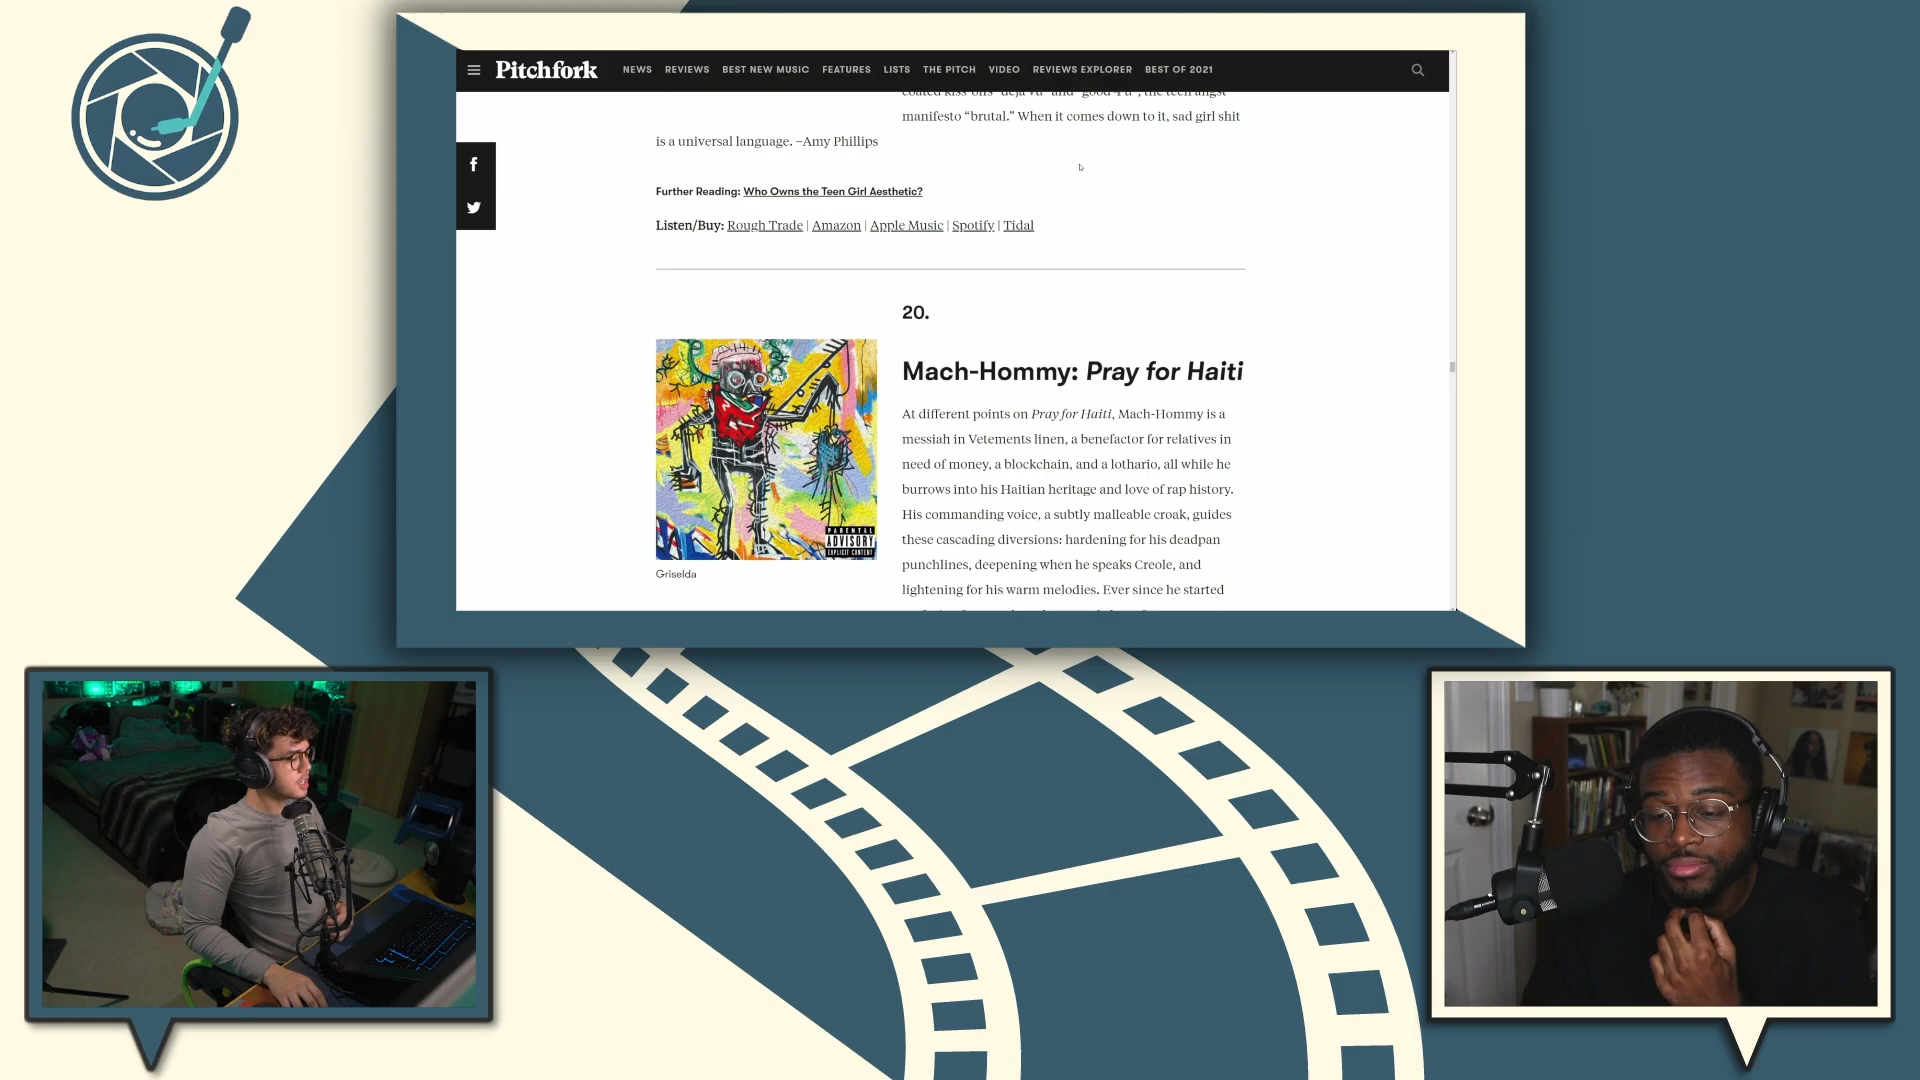 Pitchfork
NEWS REVIEWS BEST NEW MUSIC FEATURES LISTS THE PITCH VIDEO REVIEWS EXPLORER BEST OF 2021
manifesto “brutal.” When it comes down to it, sad girl shit
is a universal language. –Amy Phillips
Further Reading: Who Owns the Teen Girl Aesthetic?
Listen/Buy: Rough Trade | Amazon | Apple Music | Spotify | Tidal
20.
Mach-Hommy: Pray for Haiti
At different points on Pray for Haiti, Mach-Hommy is a
messiah in Vetements linen, a benefactor for relatives in
need of money, a blockchain, and a lothario, all while he
burrows into his Haitian heritage and love of rap history.
His commanding voice, a subtly malleable croak, guides
these cascading diversions: hardening for his deadpan
punchlines, deepening when he speaks Creole, and
lightening for his warm melodies. Ever since he started
PARENTAL
ADVISORY
EXPLICIT CONTENT
Griselda